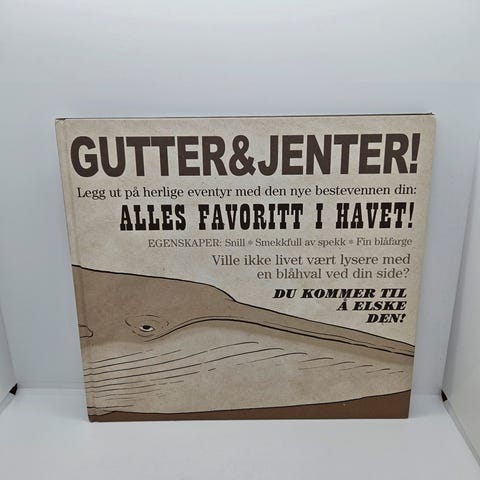 GUTTER&JENTER!
Legg ut på herlige eventyr med den nye bestevennen din:
ALLES FAVORITT I HAVET!
EGENSKAPER: Snill * Smekkfull av spekk * Fin blåfarge
Ville ikke livet vært lysere med
en blåhval ved din side?
DU KOMMER TIL
Å ELSKE
DEN!